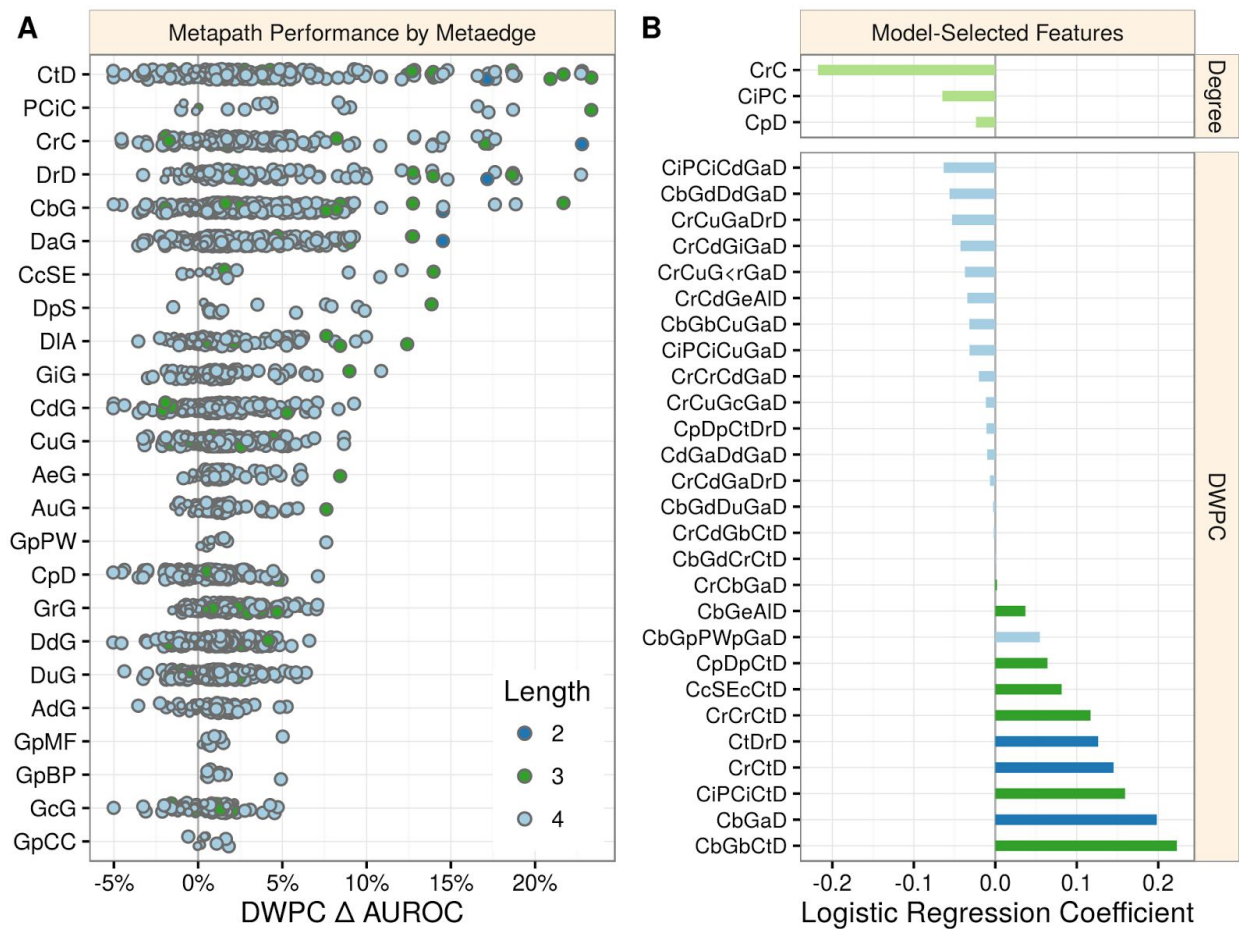 A
Metapath Performance by Metaedge
CtD
PCiC
CrC
DrD
CbG
DaG
CcSE
DpS
DlA
GiG
CdG
CuG
AeG
AuG
GpPW
CpD
GrG
DdG
DuG
AdG
GpMF
GpBP
GcG
GpCC
Length
2
3
4
-5%
0%
5%
10%
15%
20%
DWPC Δ AUROC
B
Model-Selected Features
CrC
CiPC
CpD
Degree
CiPCiCdGaD
CbGdDdGaD
CrCuGaDrD
CrCdGiGaD
CrCuG<rGaD
CrCdGeAlD
CbGbCuGaD
CiPCiCuGaD
CrCrCdGaD
CrCuGcGaD
CpDpCtDrD
CdGaDdGaD
CrCdGaDrD
CbGdDuGaD
CrCdGbCtD
CbGdCrCtD
CrCbGaD
CbGeAlD
CbGpPWpGaD
CpDpCtD
CcSEcCtD
CrCrCtD
CtDrD
CrCtD
CiPCiCtD
CbGaD
CbGbCtD
DWPC
-0.2
-0.1
0.0
0.1
0.2
Logistic Regression Coefficient